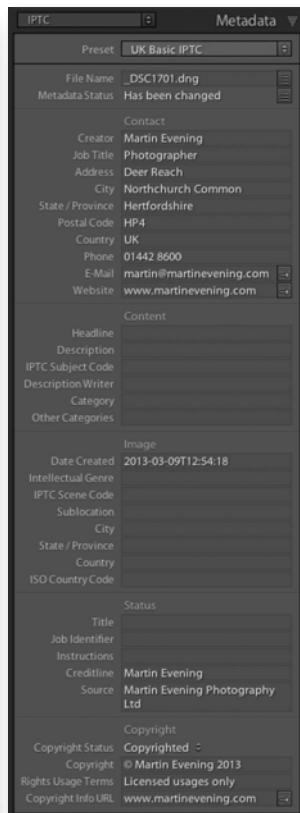 IPTC Metadata
Preset UK Basic IPTC
File Name _DSC1701.dng
Metadata Status Has been changed
Contact
Creator Martin Evening
Job Title Photographer
Address Deer Reach
City Northchurch Common
State / Province Hertfordshire
Postal Code HP4
Country UK
Phone 01442 8600
E-Mail martin@martinevening.com
Website www.martinevening.com
Content
Headline
Description
IPTC Subject Code
Description Writer
Category
Other Categories
Image
Date Created 2013-03-09T12:54:18
Intellectual Genre
IPTC Scene Code
Sublocation
City
State / Province
Country
ISO Country Code
Status
Title
Job Identifier
Instructions
Creditline Martin Evening
Source Martin Evening Photography
Ltd
Copyright
Copyright Status Copyrighted
Copyright © Martin Evening 2013
Rights Usage Terms Licensed usages only
Copyright Info URL www.martinevening.com